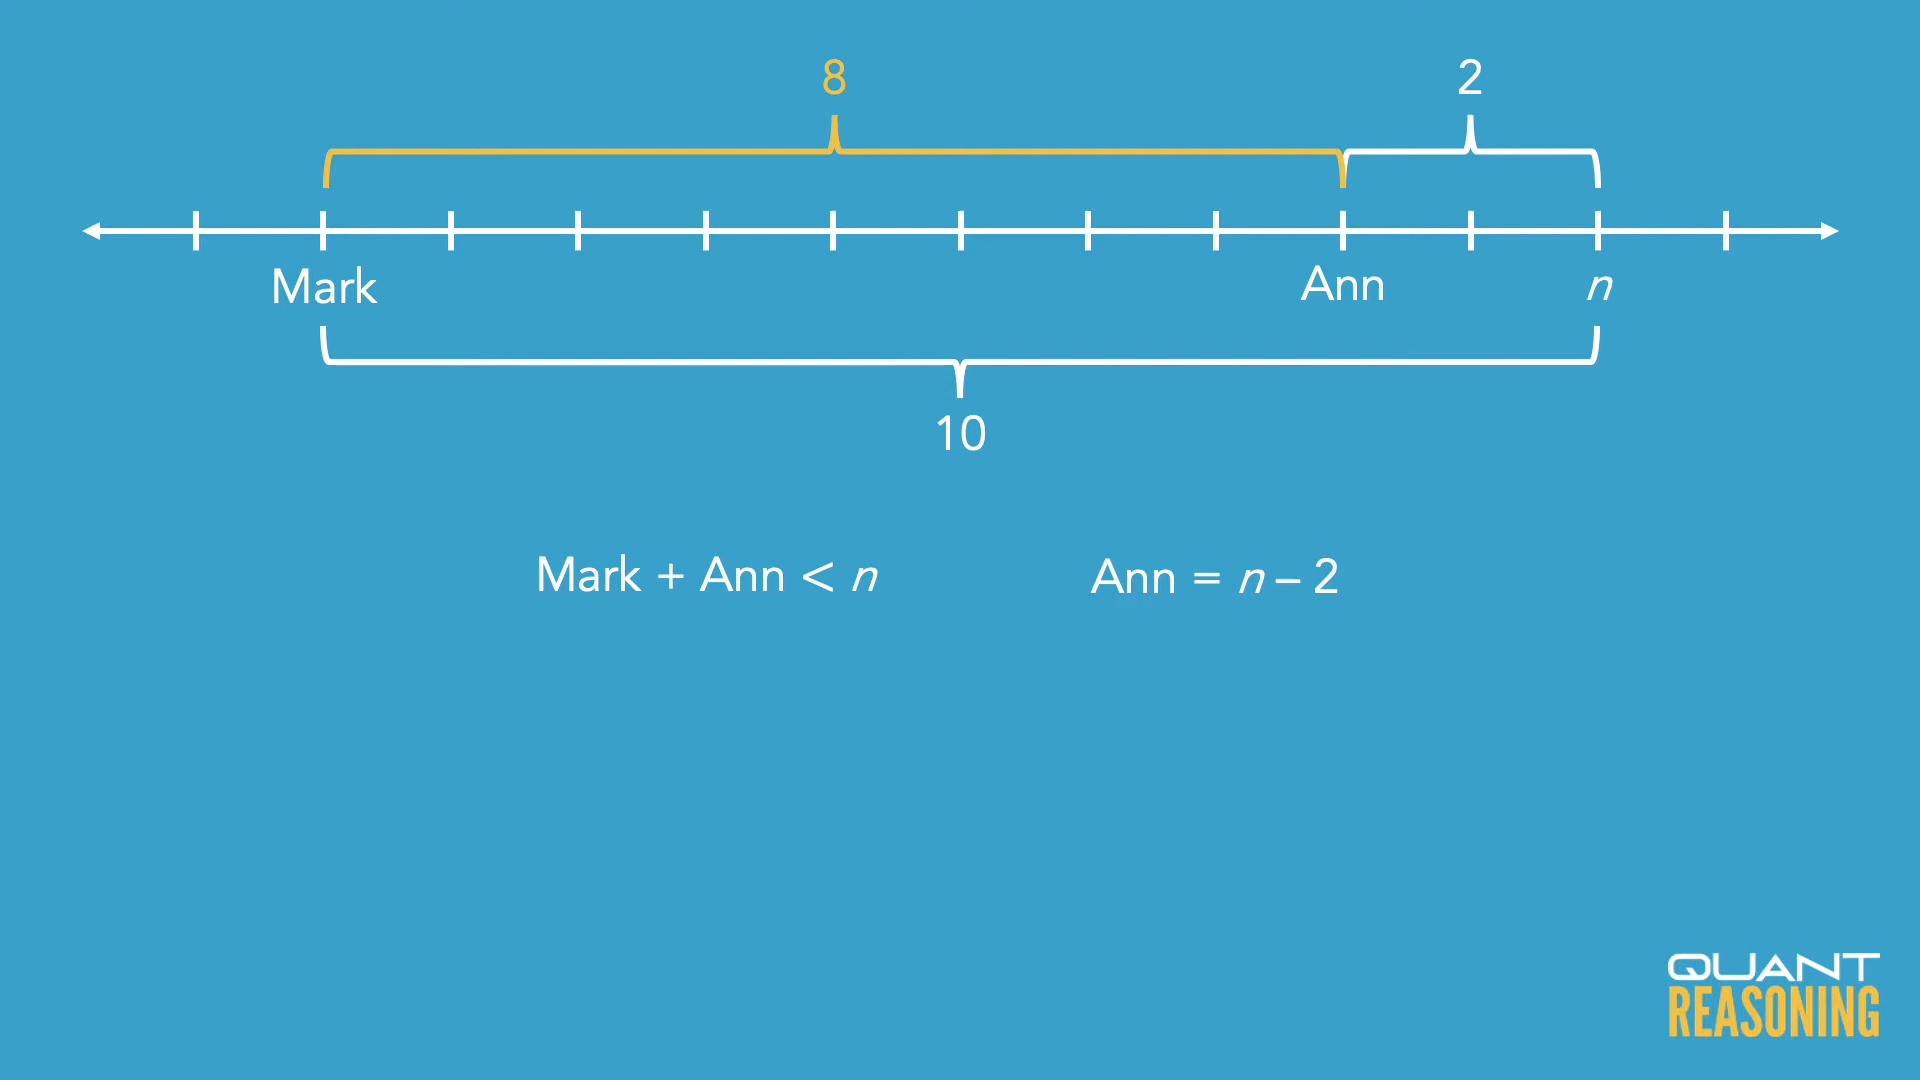 8 2
Mark Ann n
10
Mark + Ann < n Ann = n – 2
QUANT
REASONING